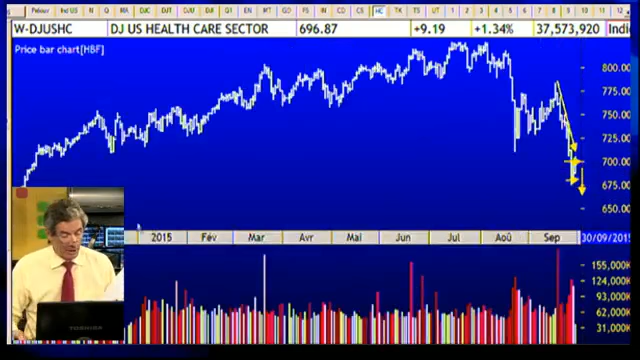 W-DJUSHC DJ US HEALTH CARE SECTOR 696.87 +9.19 +1.34% 37,573,920 Indi
Price bar chart[HBF]
800.00
775.00
750.00
725.00
700.00
675.00
650.00
2015 Fév Mar Avr Mai Jun Jul Aoû Sep 30/09/2015
155,000K
124,000K
93,000K
62,000K
31,000K
TOSHIBA